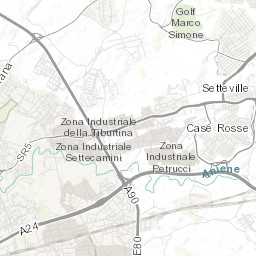 Golf
Marco
Simone
Setteville
Zona Industriale
della Tiburtina
Case Rosse
SR5
Zona Industriale
Settecamini
Zona
Industriale
Petrucci
Aniene
A90
A24
E80